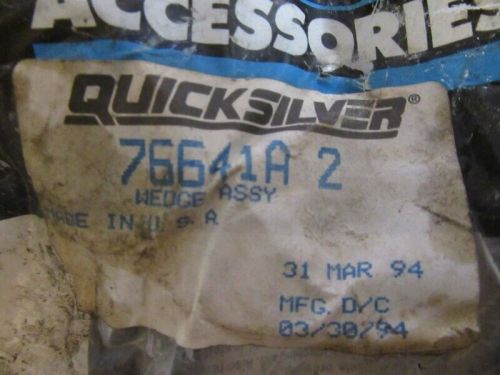 ACCESSORIES
QUICKSILVER®
76641A 2
WEDGE ASSY
MADE IN U S A
31 MAR 94
MFG. D/C
03/30/94